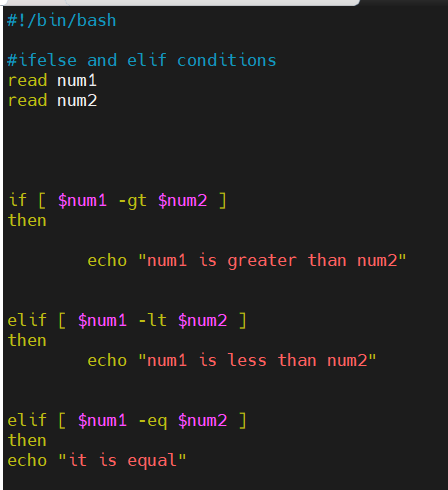 #!/bin/bash
#ifelse and elif conditions
read num1
read num2
if [ $num1 -gt $num2 ]
then
echo "num1 is greater than num2"
elif [ $num1 -lt $num2 ]
then
echo "num1 is less than num2"
elif [ $num1 -eq $num2 ]
then
echo "it is equal"